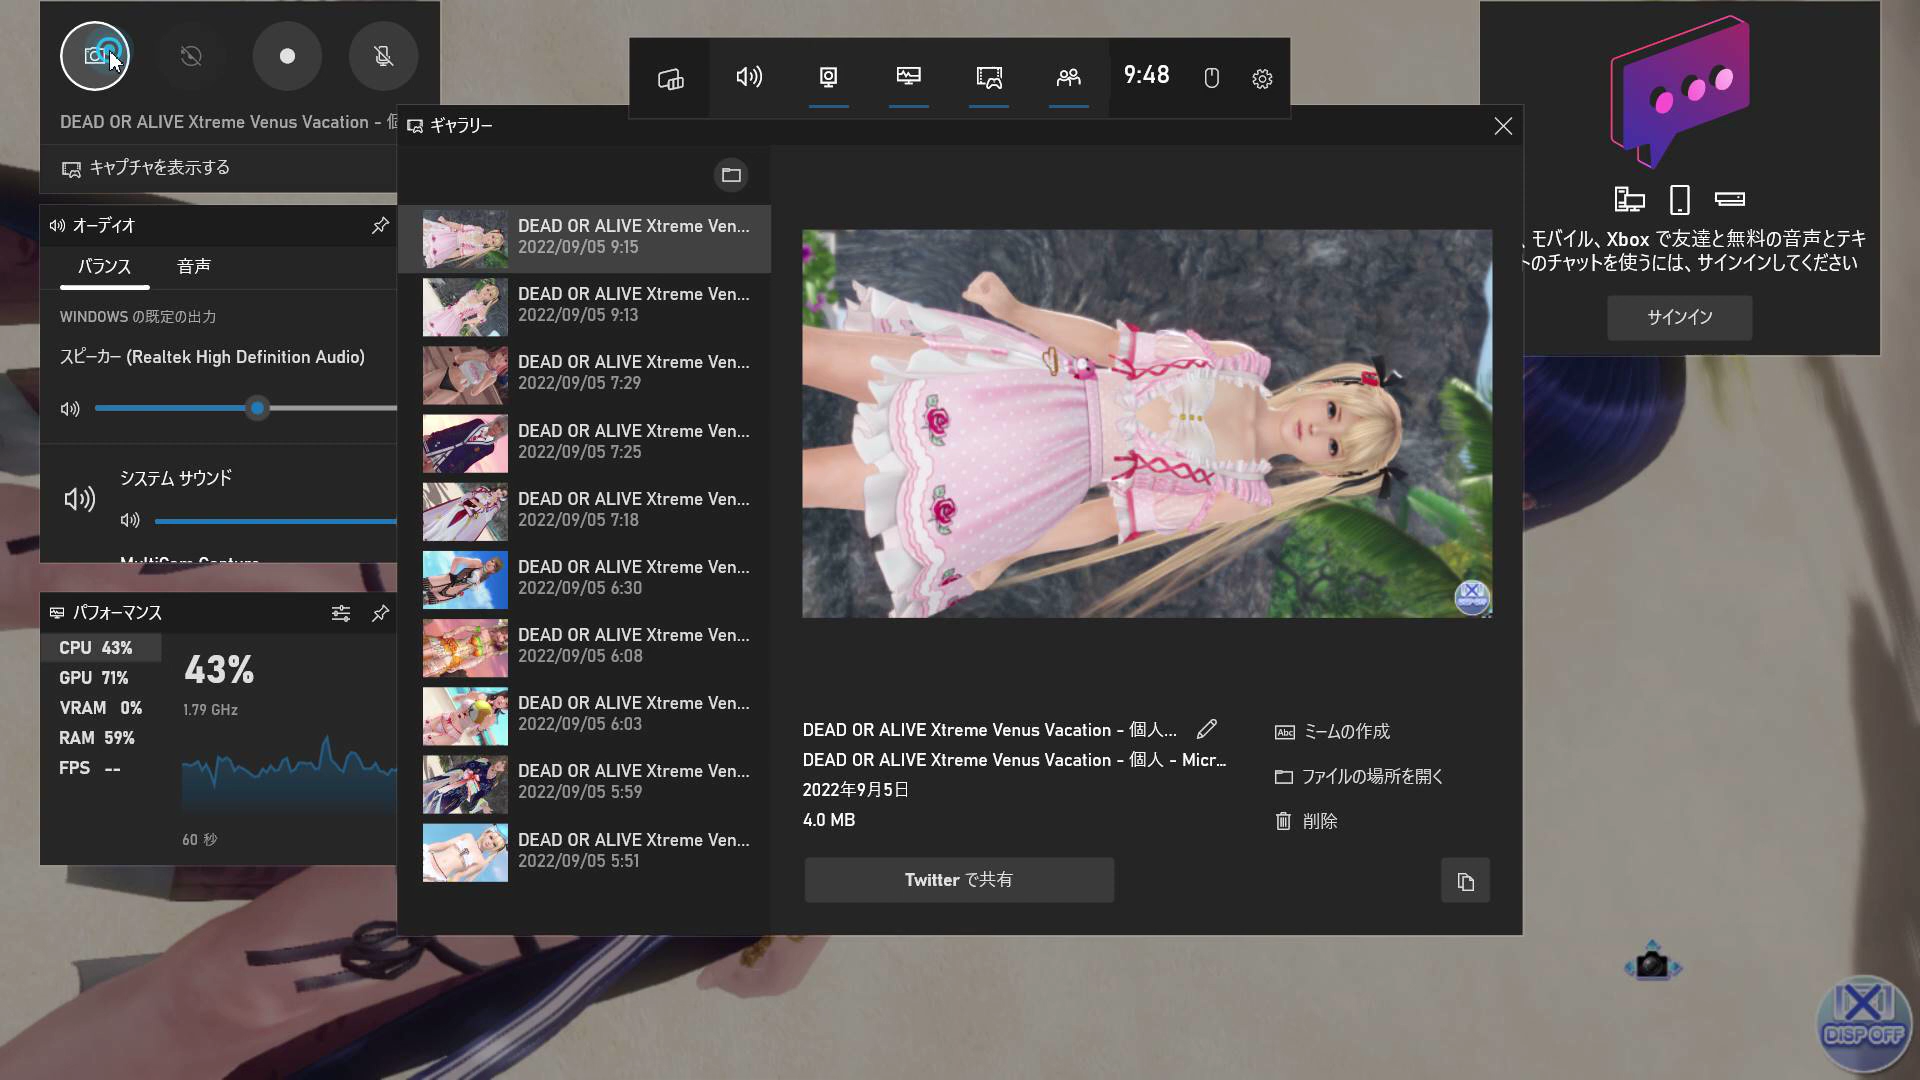 DEAD OR ALIVE Xtreme Venus Vacation - 個
キャプチャを表示する
オーディオ
バランス
音声
WINDOWS の既定の出力
スピーカー (Realtek High Definition Audio)
システム サウンド
MultiCam Capture
パフォーマンス
CPU 43%
GPU 71%
VRAM 0%
RAM 59%
FPS --
43%
1.79 GHz
60 秒
9:48
ギャラリー
DEAD OR ALIVE Xtreme Ven...
2022/09/05 9:15
DEAD OR ALIVE Xtreme Ven...
2022/09/05 9:13
DEAD OR ALIVE Xtreme Ven...
2022/09/05 7:29
DEAD OR ALIVE Xtreme Ven...
2022/09/05 7:25
DEAD OR ALIVE Xtreme Ven...
2022/09/05 7:18
DEAD OR ALIVE Xtreme Ven...
2022/09/05 6:30
DEAD OR ALIVE Xtreme Ven...
2022/09/05 6:08
DEAD OR ALIVE Xtreme Ven...
2022/09/05 6:03
DEAD OR ALIVE Xtreme Ven...
2022/09/05 5:59
DEAD OR ALIVE Xtreme Ven...
2022/09/05 5:51
DISP OFF
DEAD OR ALIVE Xtreme Venus Vacation - 個人...
DEAD OR ALIVE Xtreme Venus Vacation - 個人 - Micr...
2022年9月5日
4.0 MB
Abc ミームの作成
ファイルの場所を開く
削除
Twitter で共有
、モバイル、Xbox で友達と無料の音声とテキ
トのチャットを使うには、サインインしてください
サインイン
DISP OFF